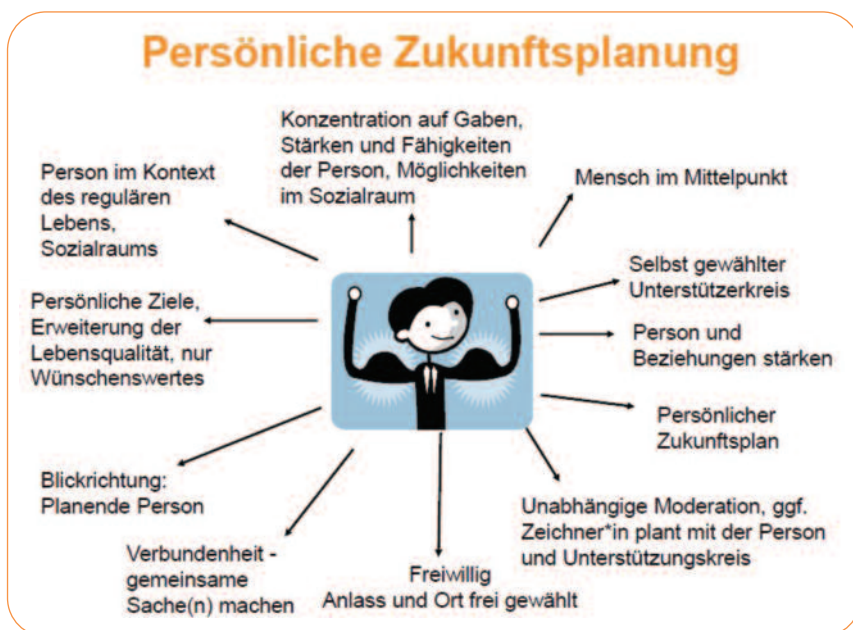 Persönliche Zukunftsplanung
Konzentration auf Gaben,
Stärken und Fähigkeiten
der Person, Möglichkeiten
im Sozialraum
Person im Kontext
des regulären
Lebens,
Sozialraums
Mensch im Mittelpunkt
Selbst gewählter
Unterstützerkreis
Persönliche Ziele,
Erweiterung der
Lebensqualität, nur
Wünschenswertes
Person und
Beziehungen stärken
Persönlicher
Zukunftsplan
Blickrichtung:
Planende Person
Unabhängige Moderation, ggf.
Zeichner*in plant mit der Person
und Unterstützungskreis
Verbundenheit -
gemeinsame
Sache(n) machen
Freiwillig
Anlass und Ort frei gewählt